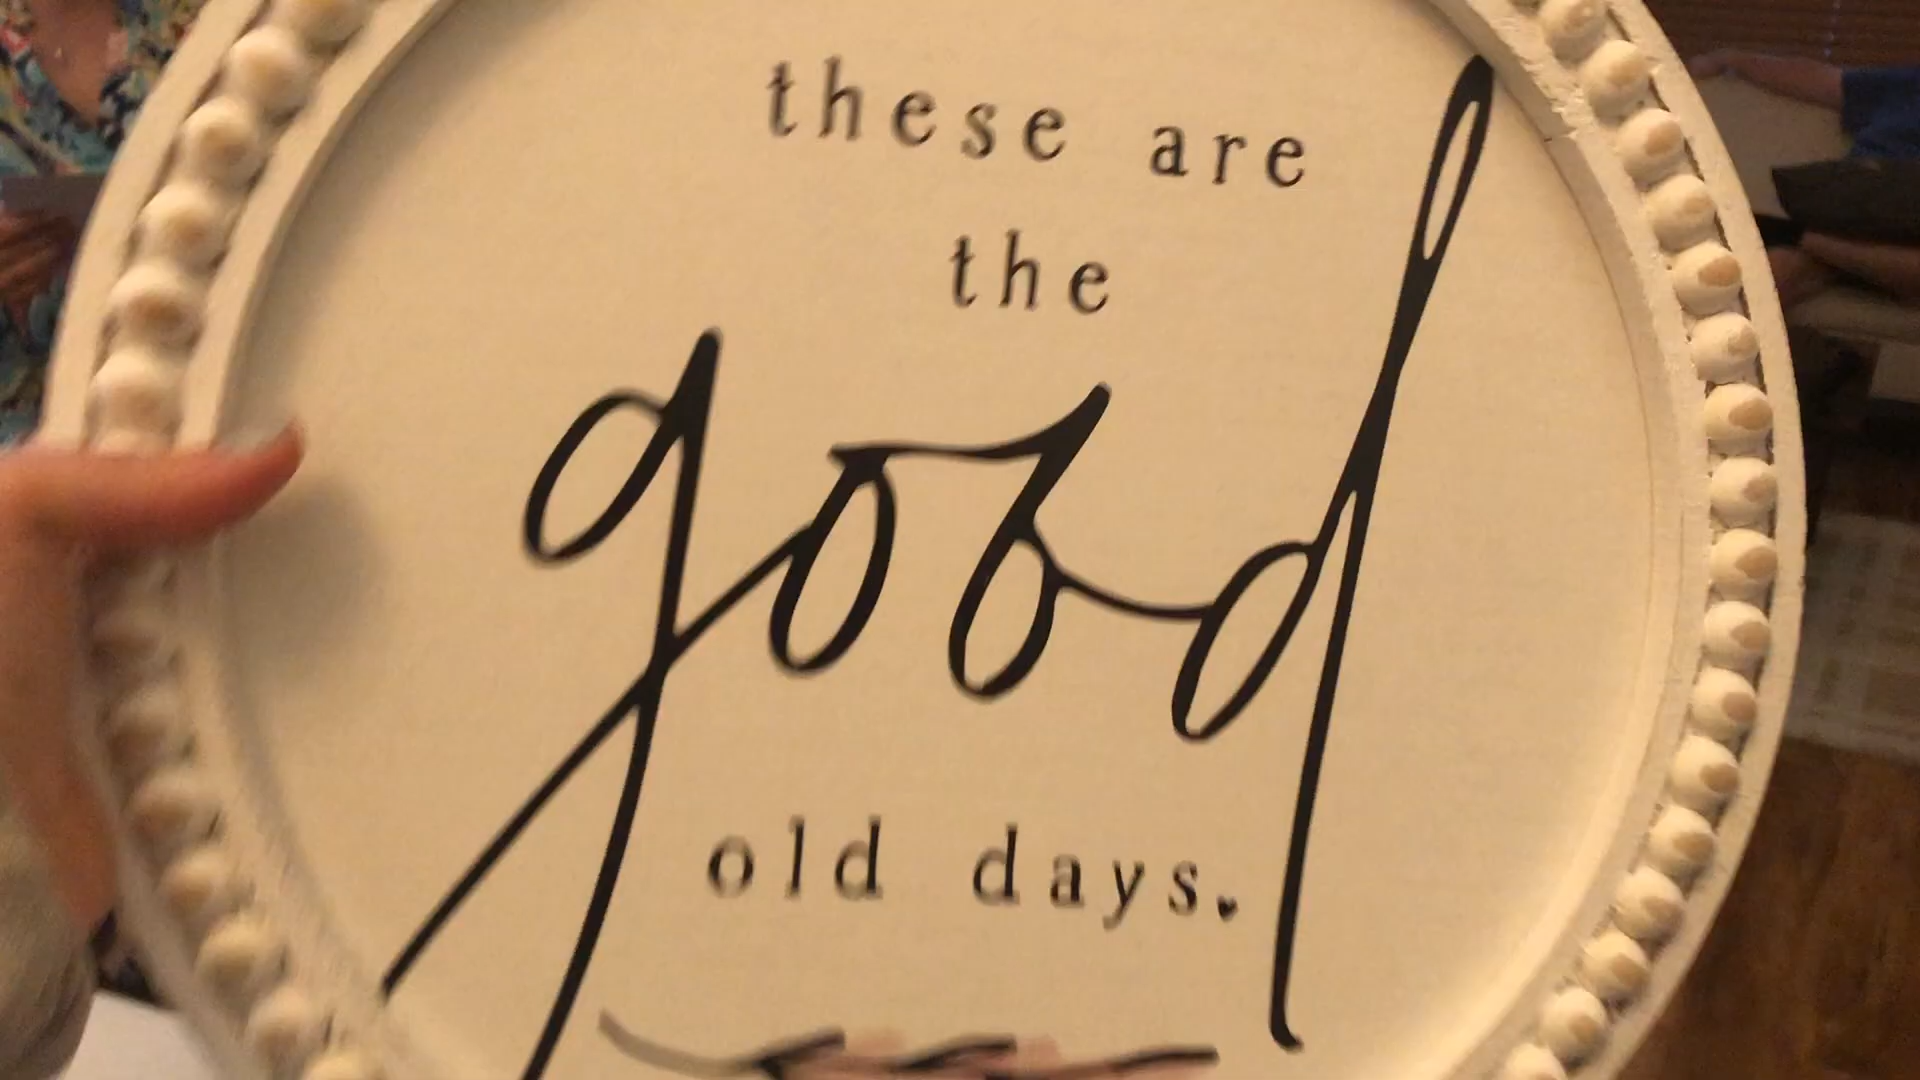 these are
the
good
old days.